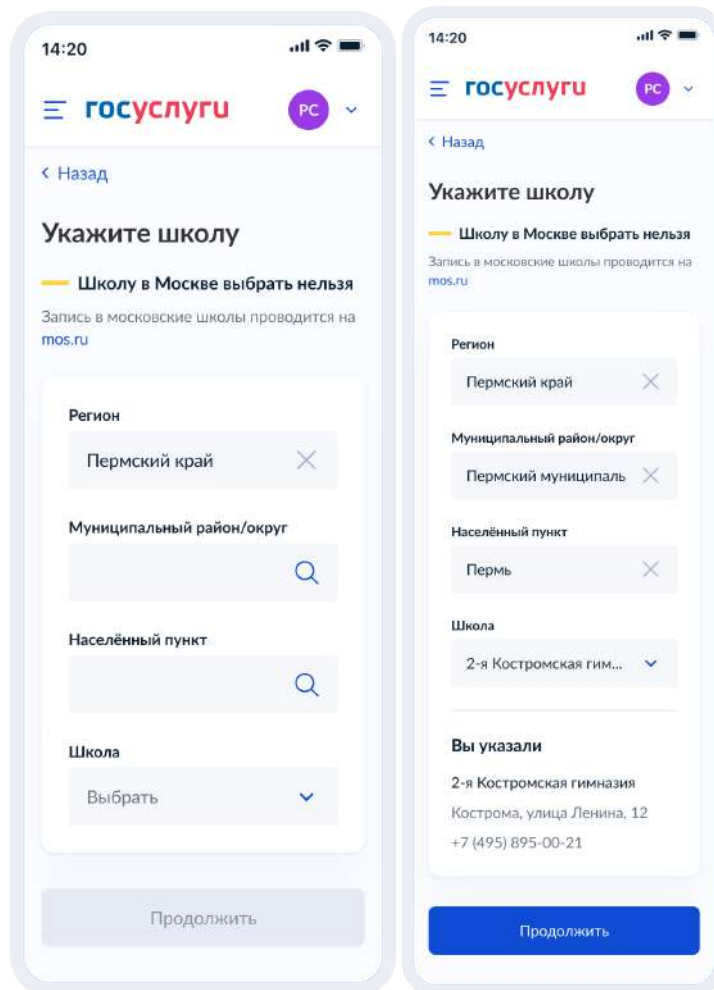 14:20
госуслуги
РС
Назад
Укажите школу
Школу в Москве выбрать нельзя
Запись в московские школы проводится на
mos.ru
Регион
Пермский край
Муниципальный район/округ
Населённый пункт
Школа
Выбрать
Продолжить
14:20
госуслуги
РС
Назад
Укажите школу
Школу в Москве выбрать нельзя
Запись в московские школы проводится на
mos.ru
Регион
Пермский край
Муниципальный район/округ
Пермский муниципаль
Населённый пункт
Пермь
Школа
2-я Костромская гим...
Вы указали
2-я Костромская гимназия
Кострома, улица Ленина, 12
+7 (495) 895-00-21
Продолжить